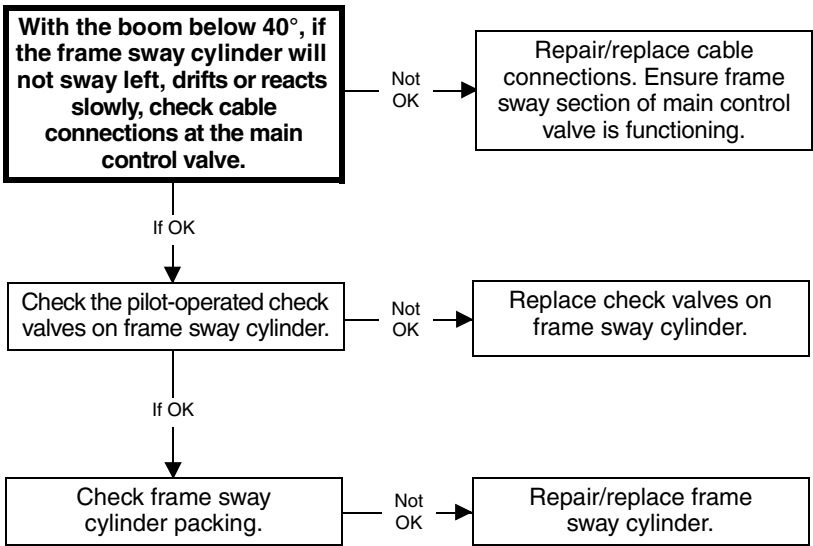 With the boom below 40°, if
the frame sway cylinder will
not sway left, drifts or reacts
slowly, check cable
connections at the main
control valve.
Not
OK
Repair/replace cable
connections. Ensure frame
sway section of main control
valve is functioning.
If OK
Check the pilot-operated check
valves on frame sway cylinder.
Not
OK
Replace check valves on
frame sway cylinder.
If OK
Check frame sway
cylinder packing.
Not
OK
Repair/replace frame
sway cylinder.